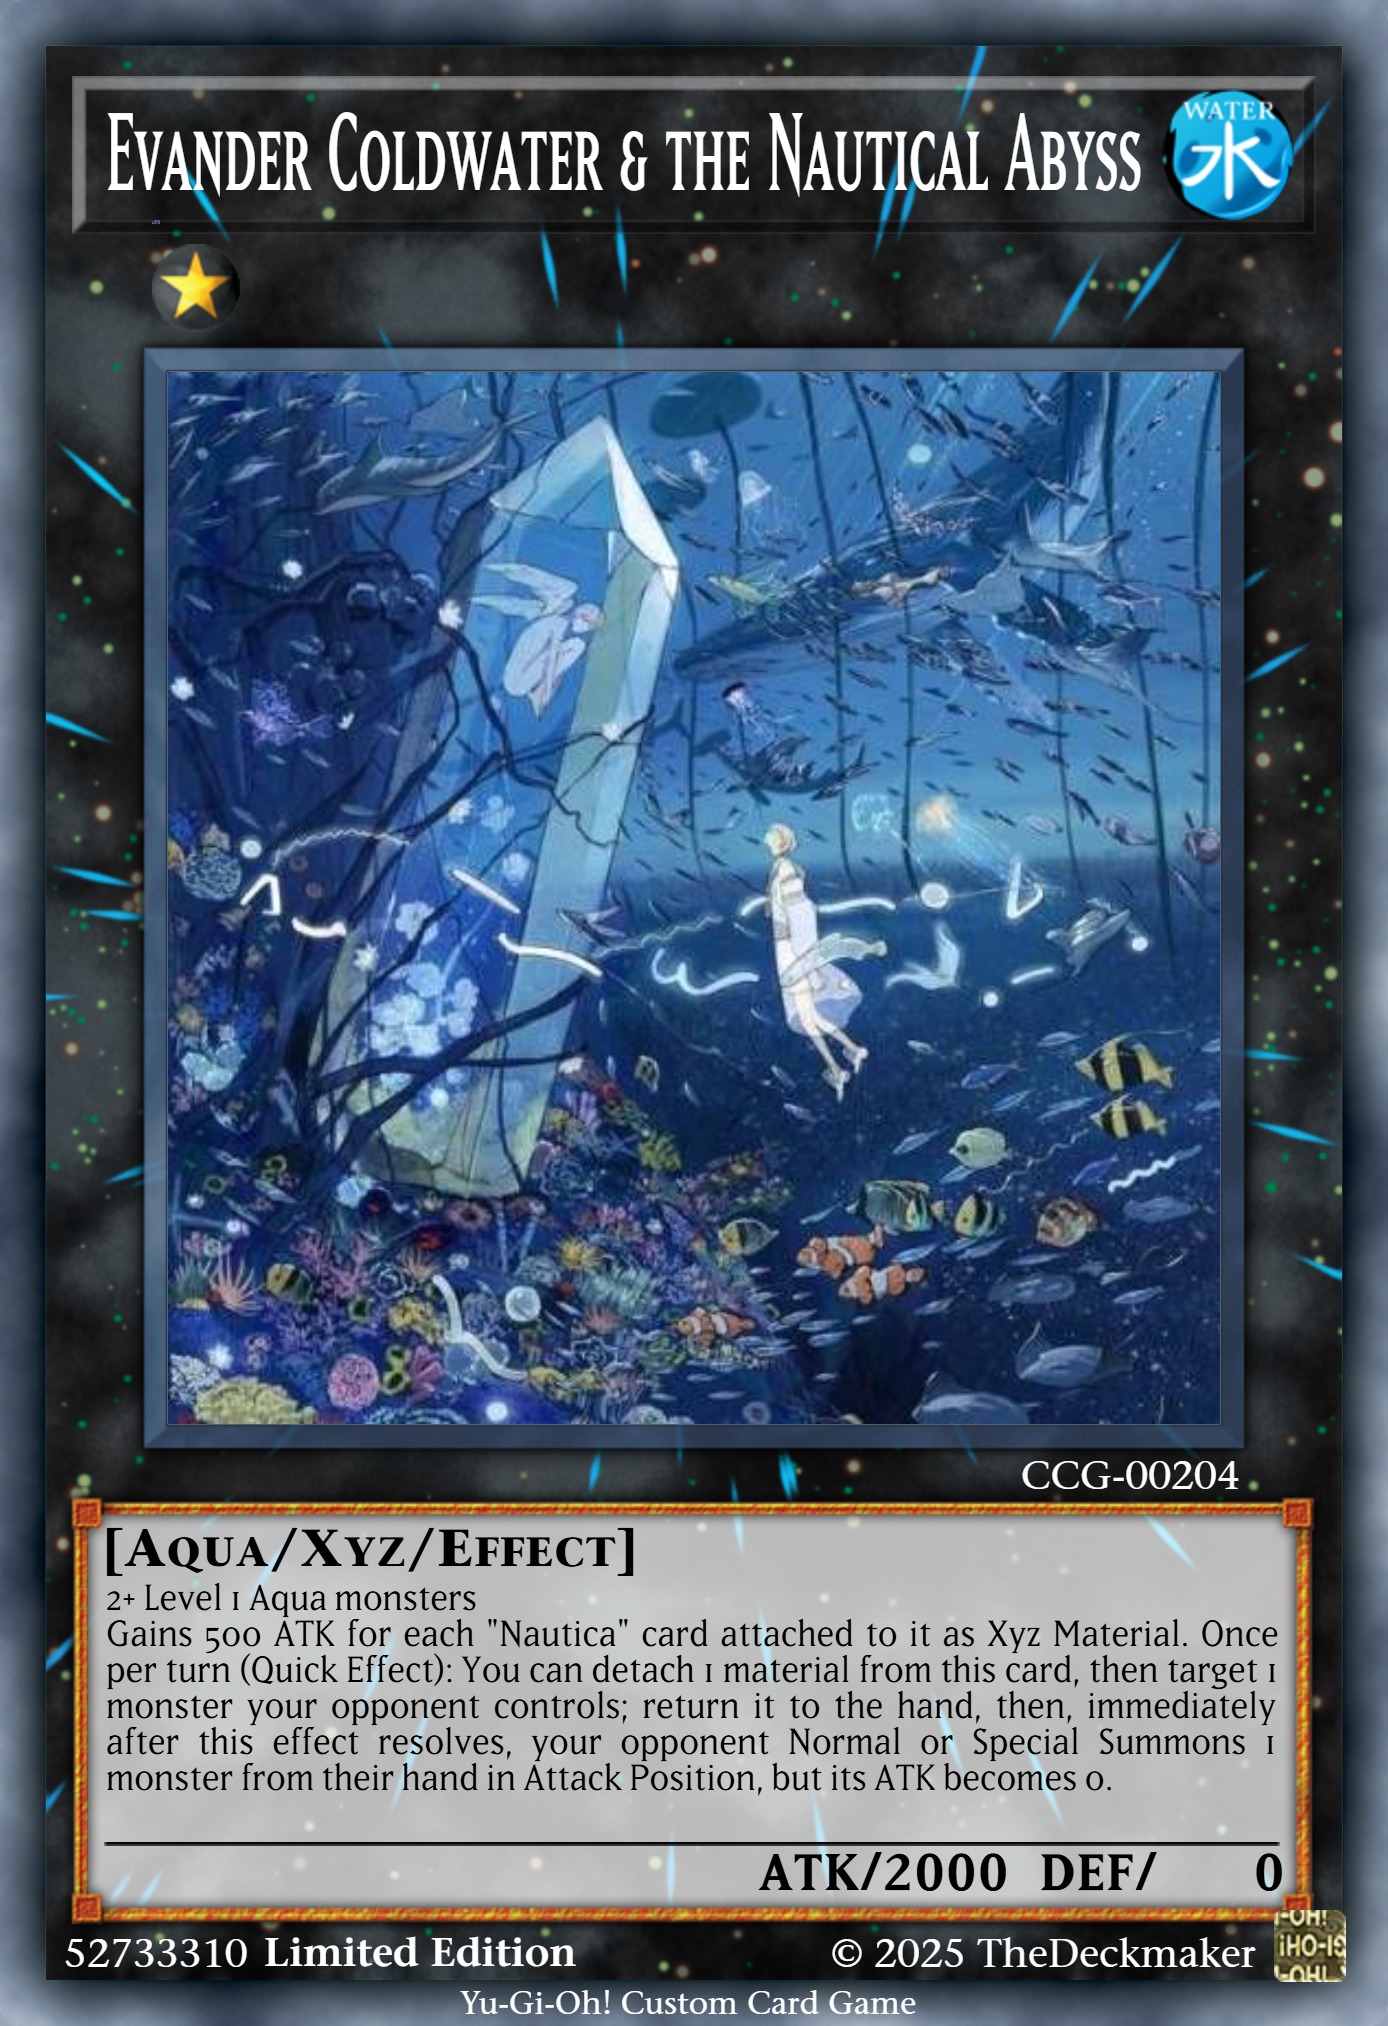 Evander Coldwater & the Nautical Abyss
WATER
水
CCG-00204
[Aqua/Xyz/Effect]
2+ Level 1 Aqua monsters
Gains 500 ATK for each "Nautica" card attached to it as Xyz Material. Once
per turn (Quick Effect): You can detach 1 material from this card, then target 1
monster your opponent controls; return it to the hand, then, immediately
after this effect resolves, your opponent Normal or Special Summons 1
monster from their hand in Attack Position, but its ATK becomes 0.
ATK/2000 DEF/ 0
52733310 Limited Edition
© 2025 TheDeckmaker
Yu-Gi-Oh! Custom Card Game